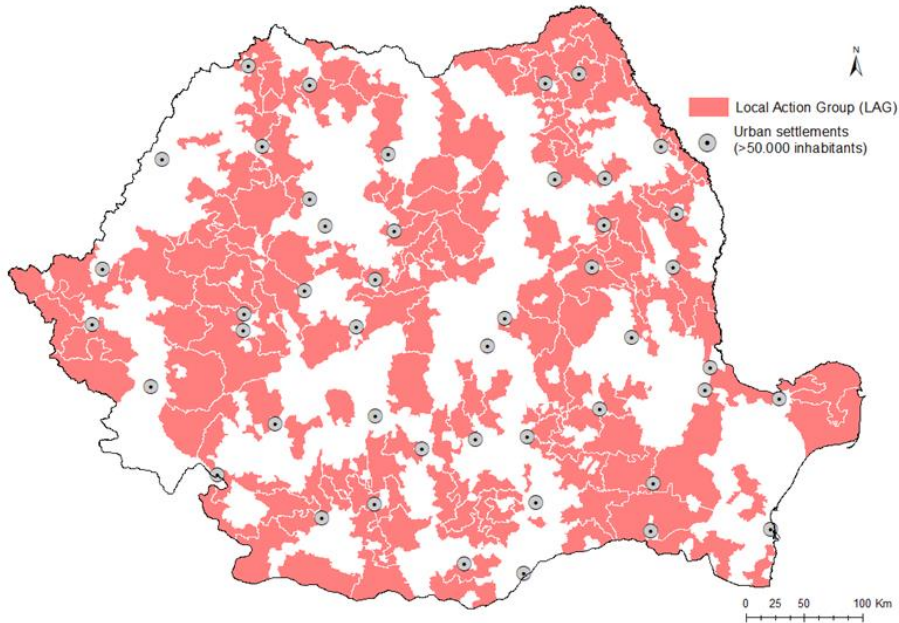 N
Local Action Group (LAG)
Urban settlements
(>50.000 inhabitants)
0 25 50 100 Km